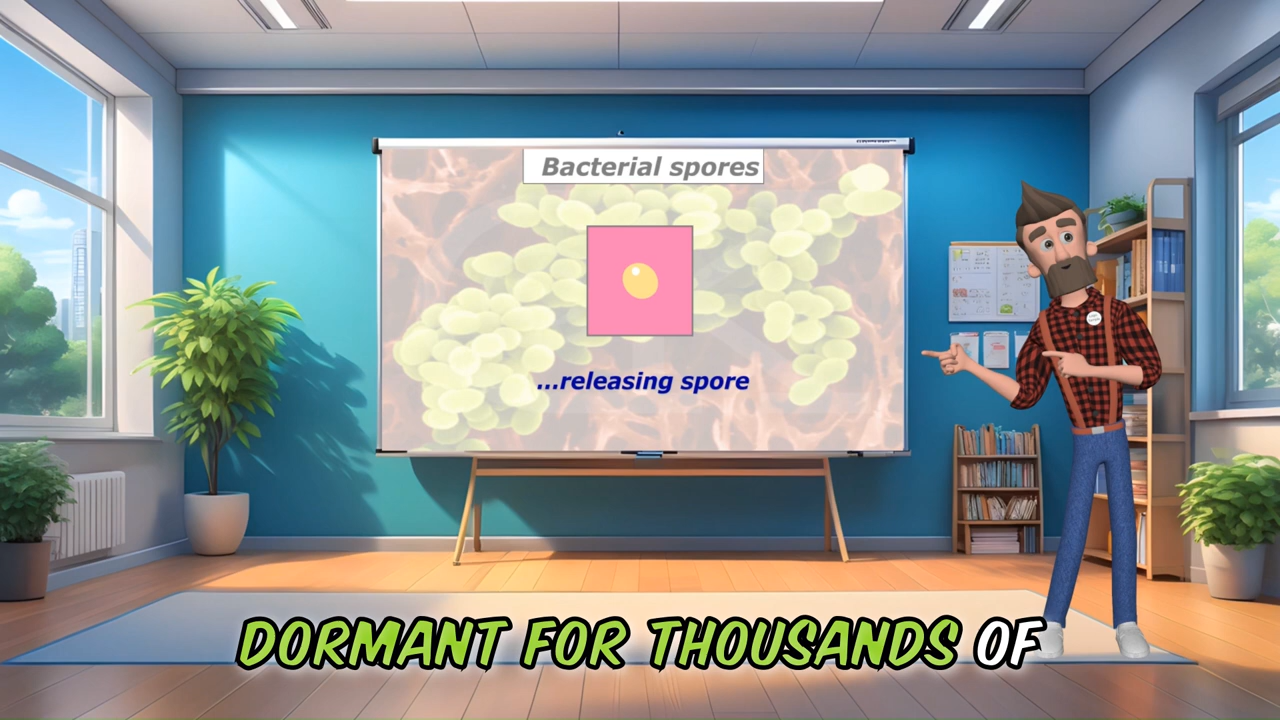 Bacterial spores
...releasing spore
DORMANT FOR THOUSANDS OF